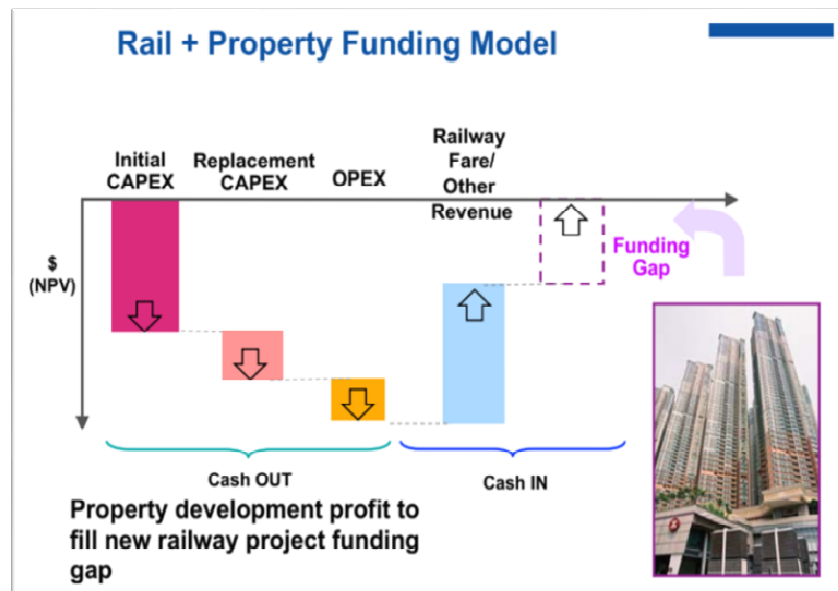 Rail + Property Funding Model
Initial
CAPEX
Replacement
CAPEX
OPEX
Railway
Fare/
Other
Revenue
$
(NPV)
Funding
Gap
Cash OUT
Cash IN
Property development profit to
fill new railway project funding
gap